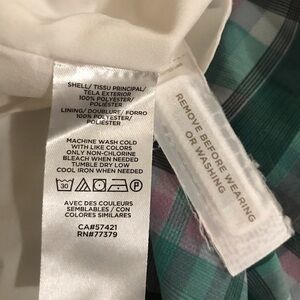 SHELL/ TISSU PRINCIPAL/
TELA EXTERIOR
100% POLYESTER/
POLIÉSTER
LINING/ DOUBLURE/ FORRO
100% POLYESTER/
POLIÉSTER
MACHINE WASH COLD
WITH LIKE COLORS
ONLY NON-CHLORINE
BLEACH WHEN NEEDED
TUMBLE DRY LOW
COOL IRON WHEN NEEDED
30
AVEC DES COULEURS
SEMBLABLES / CON
COLORES SIMILARES
CA#57421
RN#77379
REMOVE BEFORE WEARING
OR WASHING